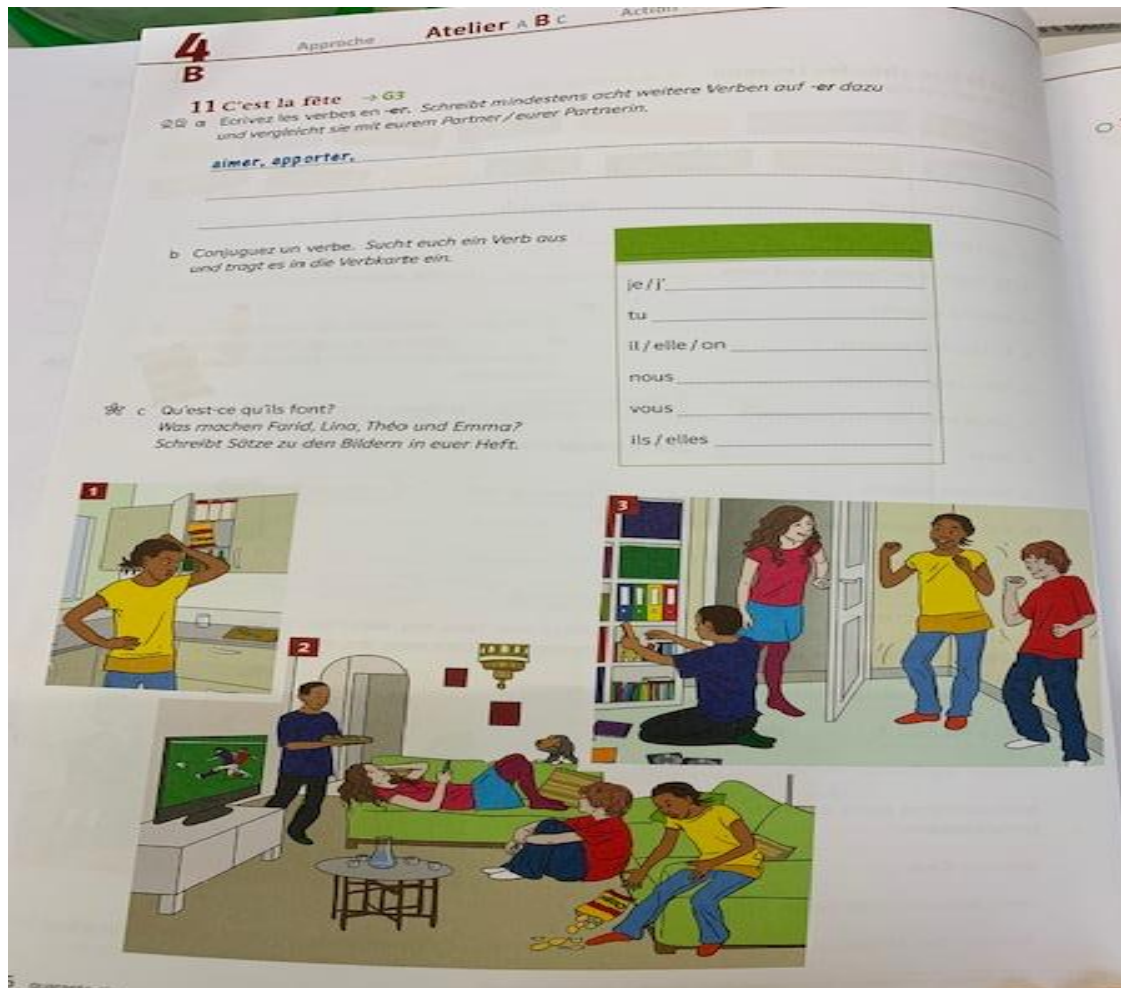 4
B
Approche Atelier A B C Action
11 C'est la fête → G3
a Ecrivez les verbes en -er. Schreibt mindestens acht weitere Verben auf -er dazu
und vergleicht sie mit eurem Partner / eurer Partnerin.
aimer, apporter,
b Conjuguez un verbe. Sucht euch ein Verb aus
und tragt es in die Verbkarte ein.
je / j'
tu
il / elle / on
nous
vous
ils / elles
c Qu'est-ce qu'ils font?
Was machen Farid, Lina, Théo und Emma?
Schreibt Sätze zu den Bildern in euer Heft.
1
3
2